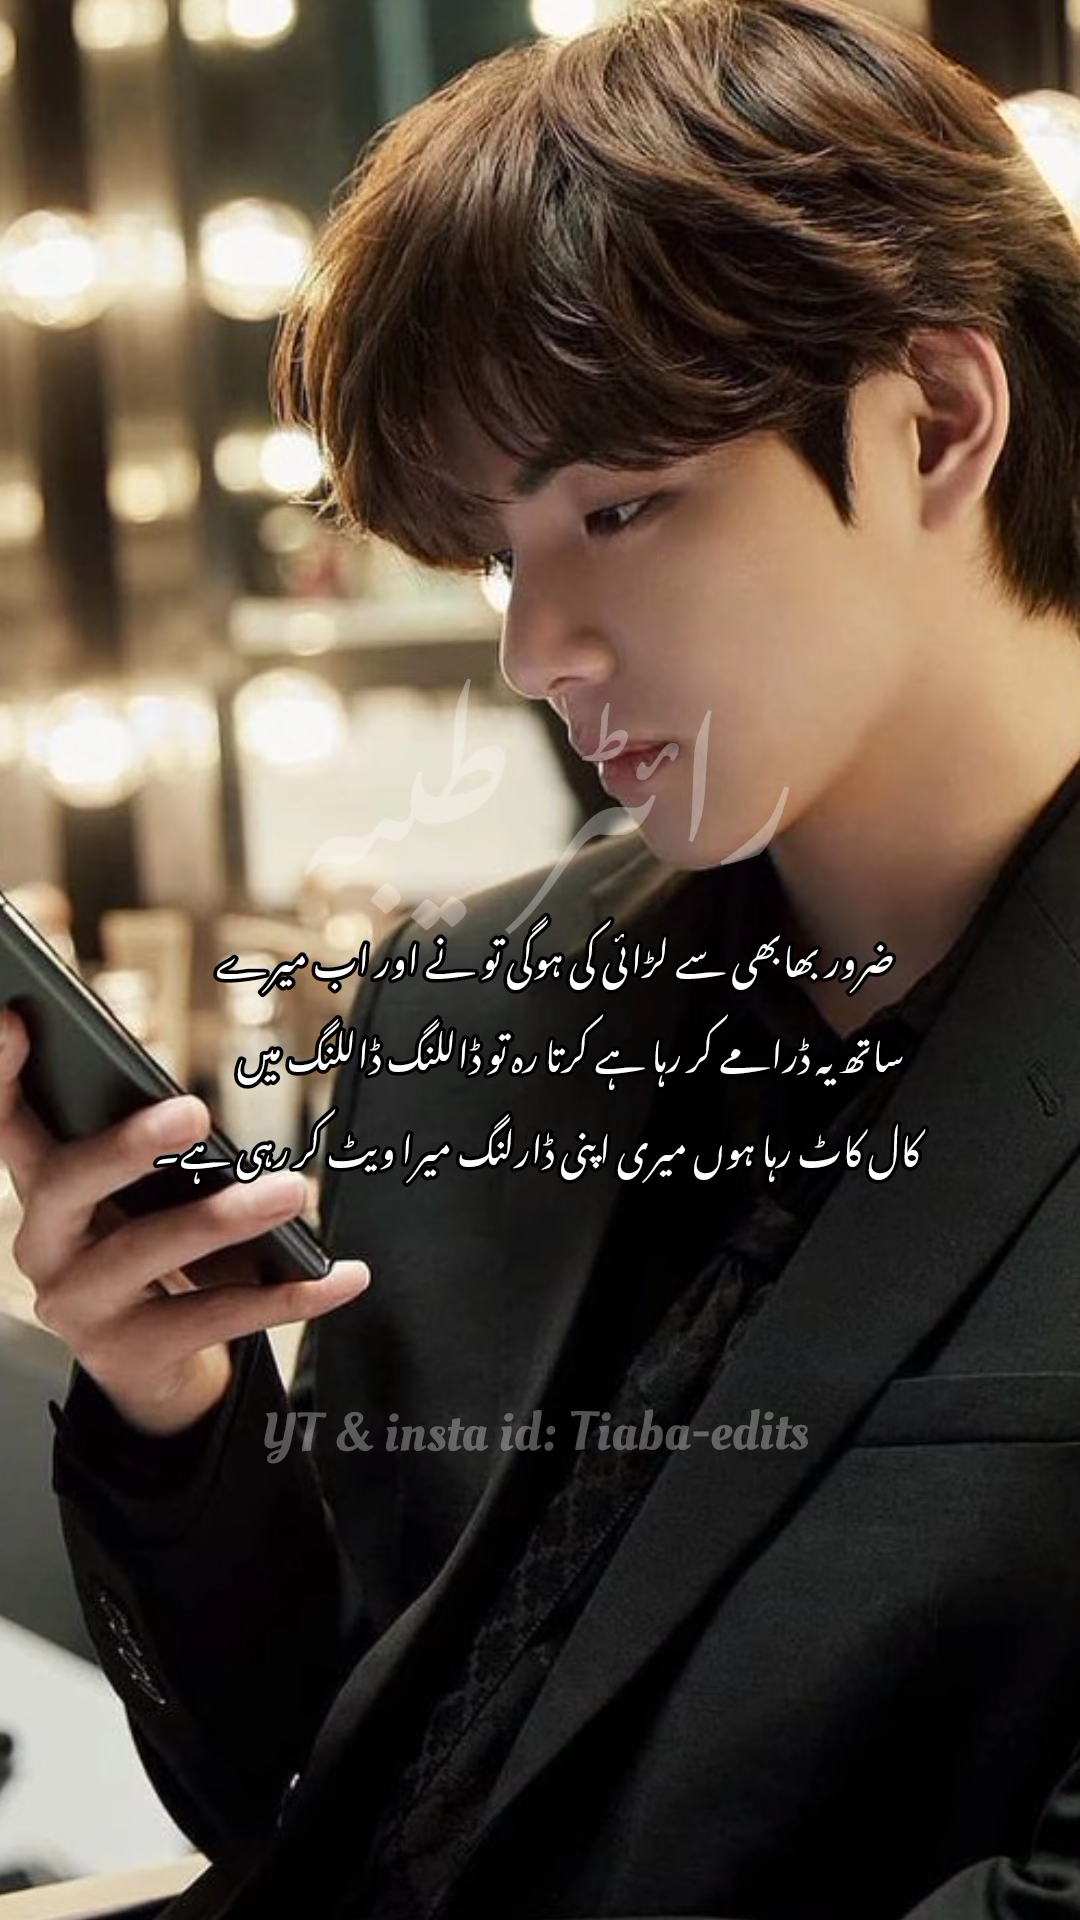 رائٹر طیبہ
ضرور بھابھی سے لڑائی کی ہوگی تو نے اور اب میرے
ساتھ یہ ڈرامے کر رہا ہے کرتا رہ تو ڈاللنگ ڈاللنگ میں
کال کاٹ رہا ہوں میری اپنی ڈارلنگ میرا ویٹ کر رہی ہے۔
YT & insta id: Tiaba-edits